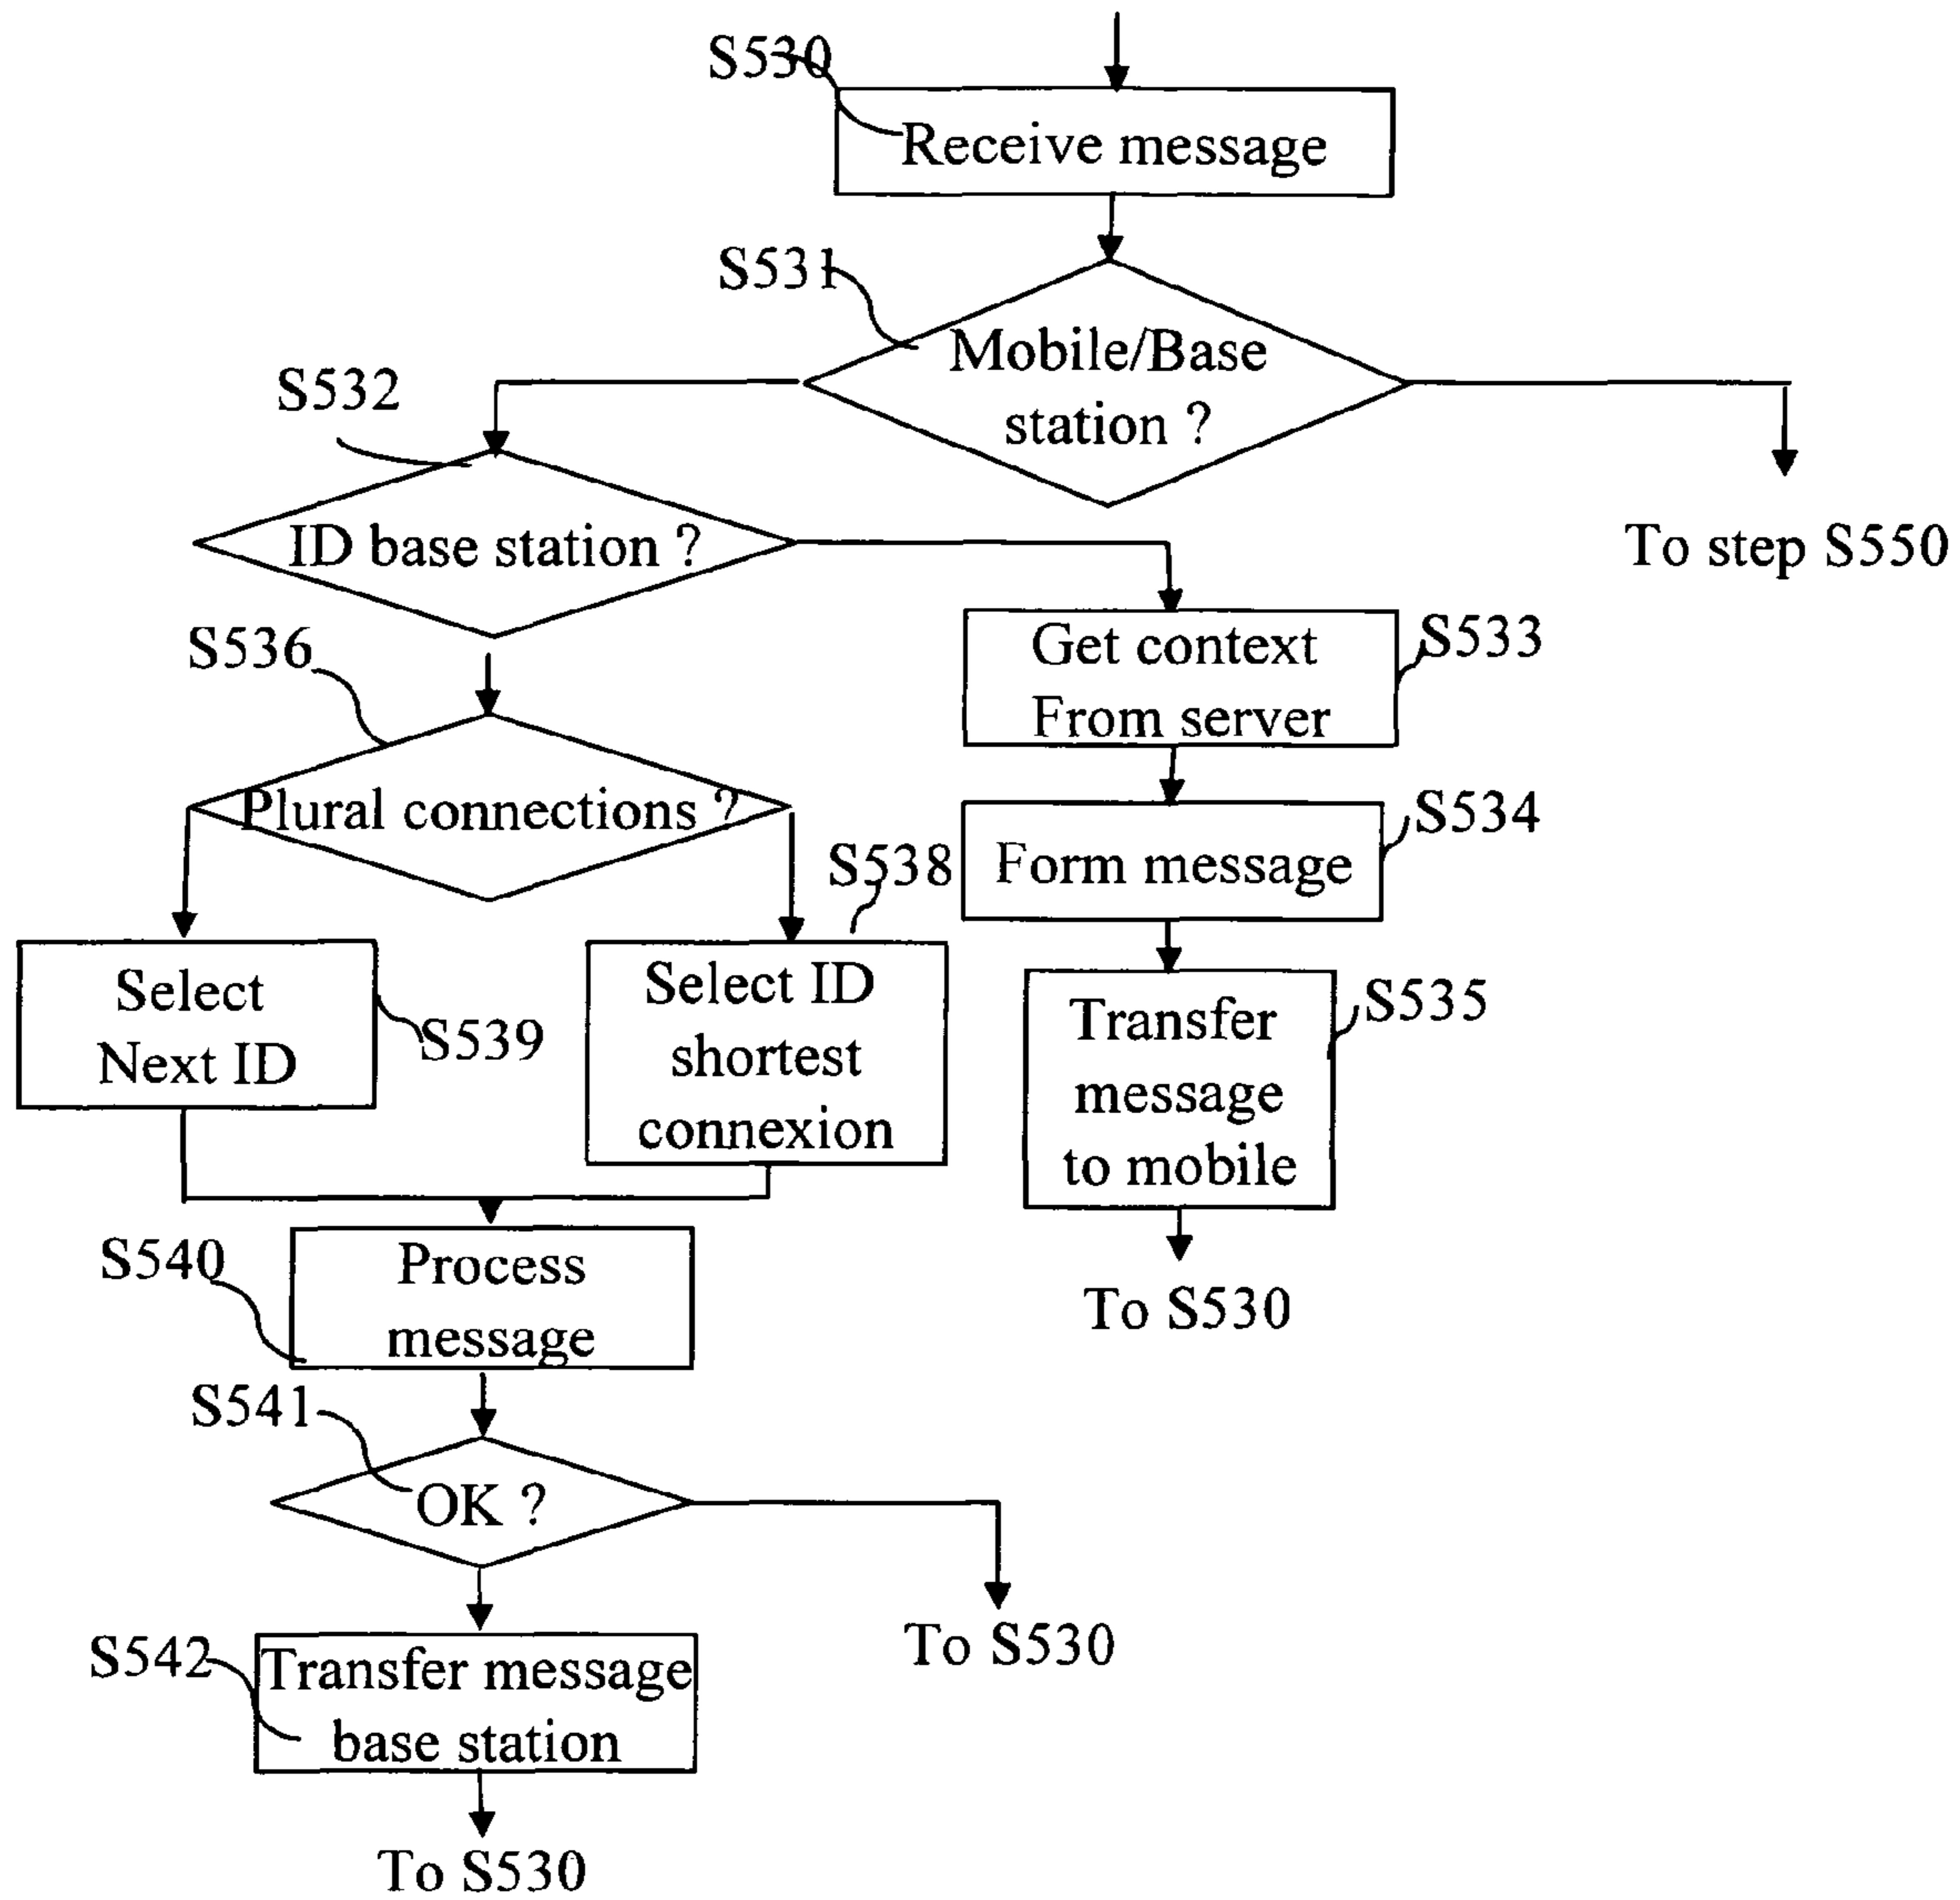 S530
Receive message
S531
Mobile/Base
station ?
S532
ID base station ?
To step S550
S536
Get context
From server
S533
Plural connections ?
S534
Form message
S538
Select
Next ID
S539
Select ID
shortest
connexion
S535
Transfer
message
to mobile
S540
Process
message
To S530
S541
OK ?
To S530
S542
Transfer message
base station
To S530